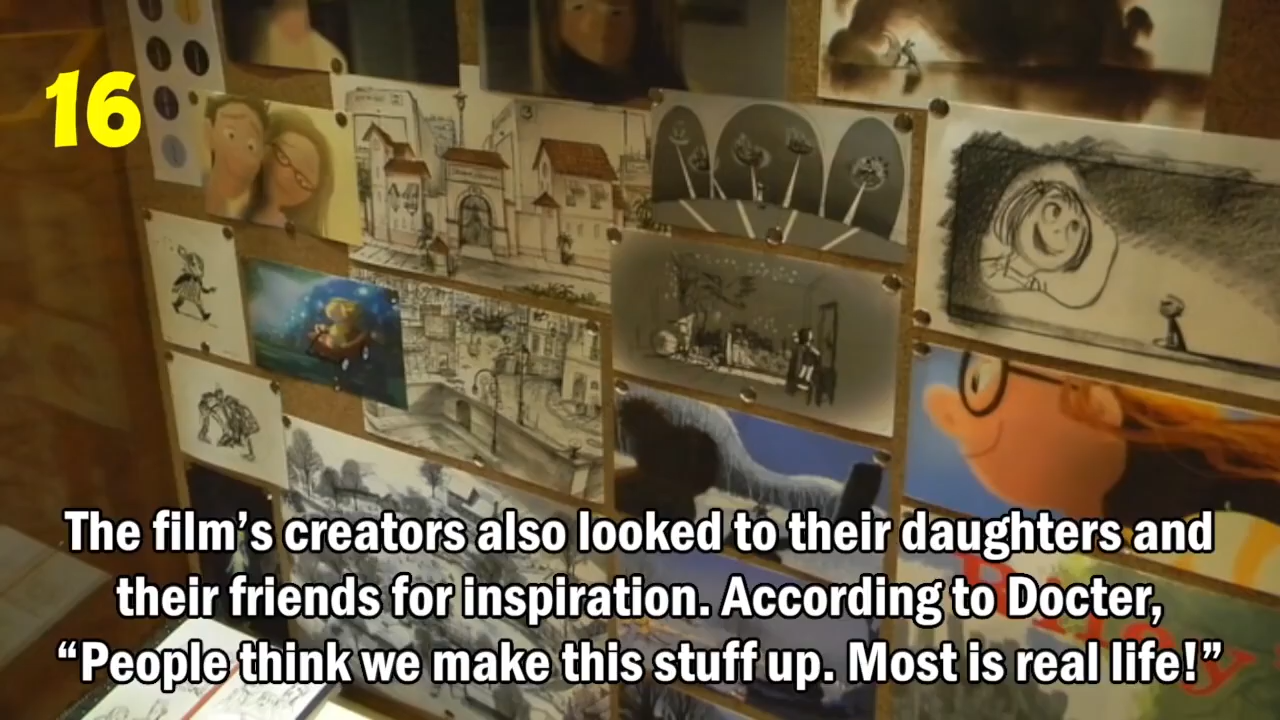 16
The film’s creators also looked to their daughters and
their friends for inspiration. According to Docter,
“People think we make this stuff up. Most is real life!”
Riley